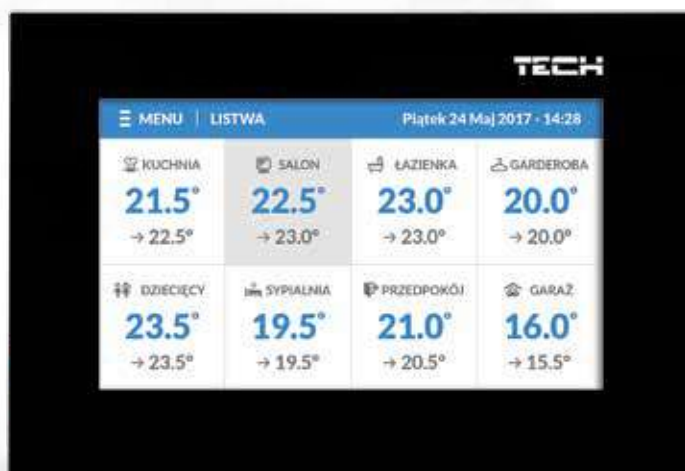 TECH
MENU | LISTWA Piątek 24 Maj 2017 - 14:28
KUCHNIA SALON ŁAZIENKA GARDEROBA
21.5° 22.5° 23.0° 20.0°
→ 22.5° → 23.0° → 23.0° → 20.0°
DZIECIĘCY SYPIALNIA PRZEDPOKÓJ GARAŻ
23.5° 19.5° 21.0° 16.0°
→ 23.5° → 19.5° → 20.5° → 15.5°